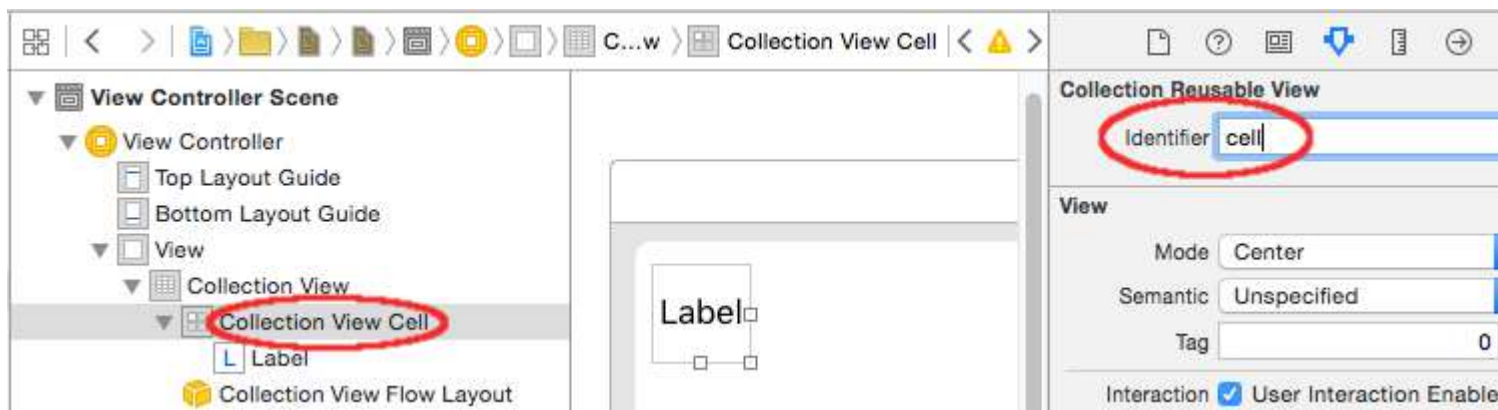 C...w Collection View Cell
View Controller Scene
View Controller
Top Layout Guide
Bottom Layout Guide
View
Collection View
Collection View Cell
L Label
Collection View Flow Layout
Label
Collection Reusable View
Identifier cell
View
Mode Center
Semantic Unspecified
Tag 0
Interaction User Interaction Enable